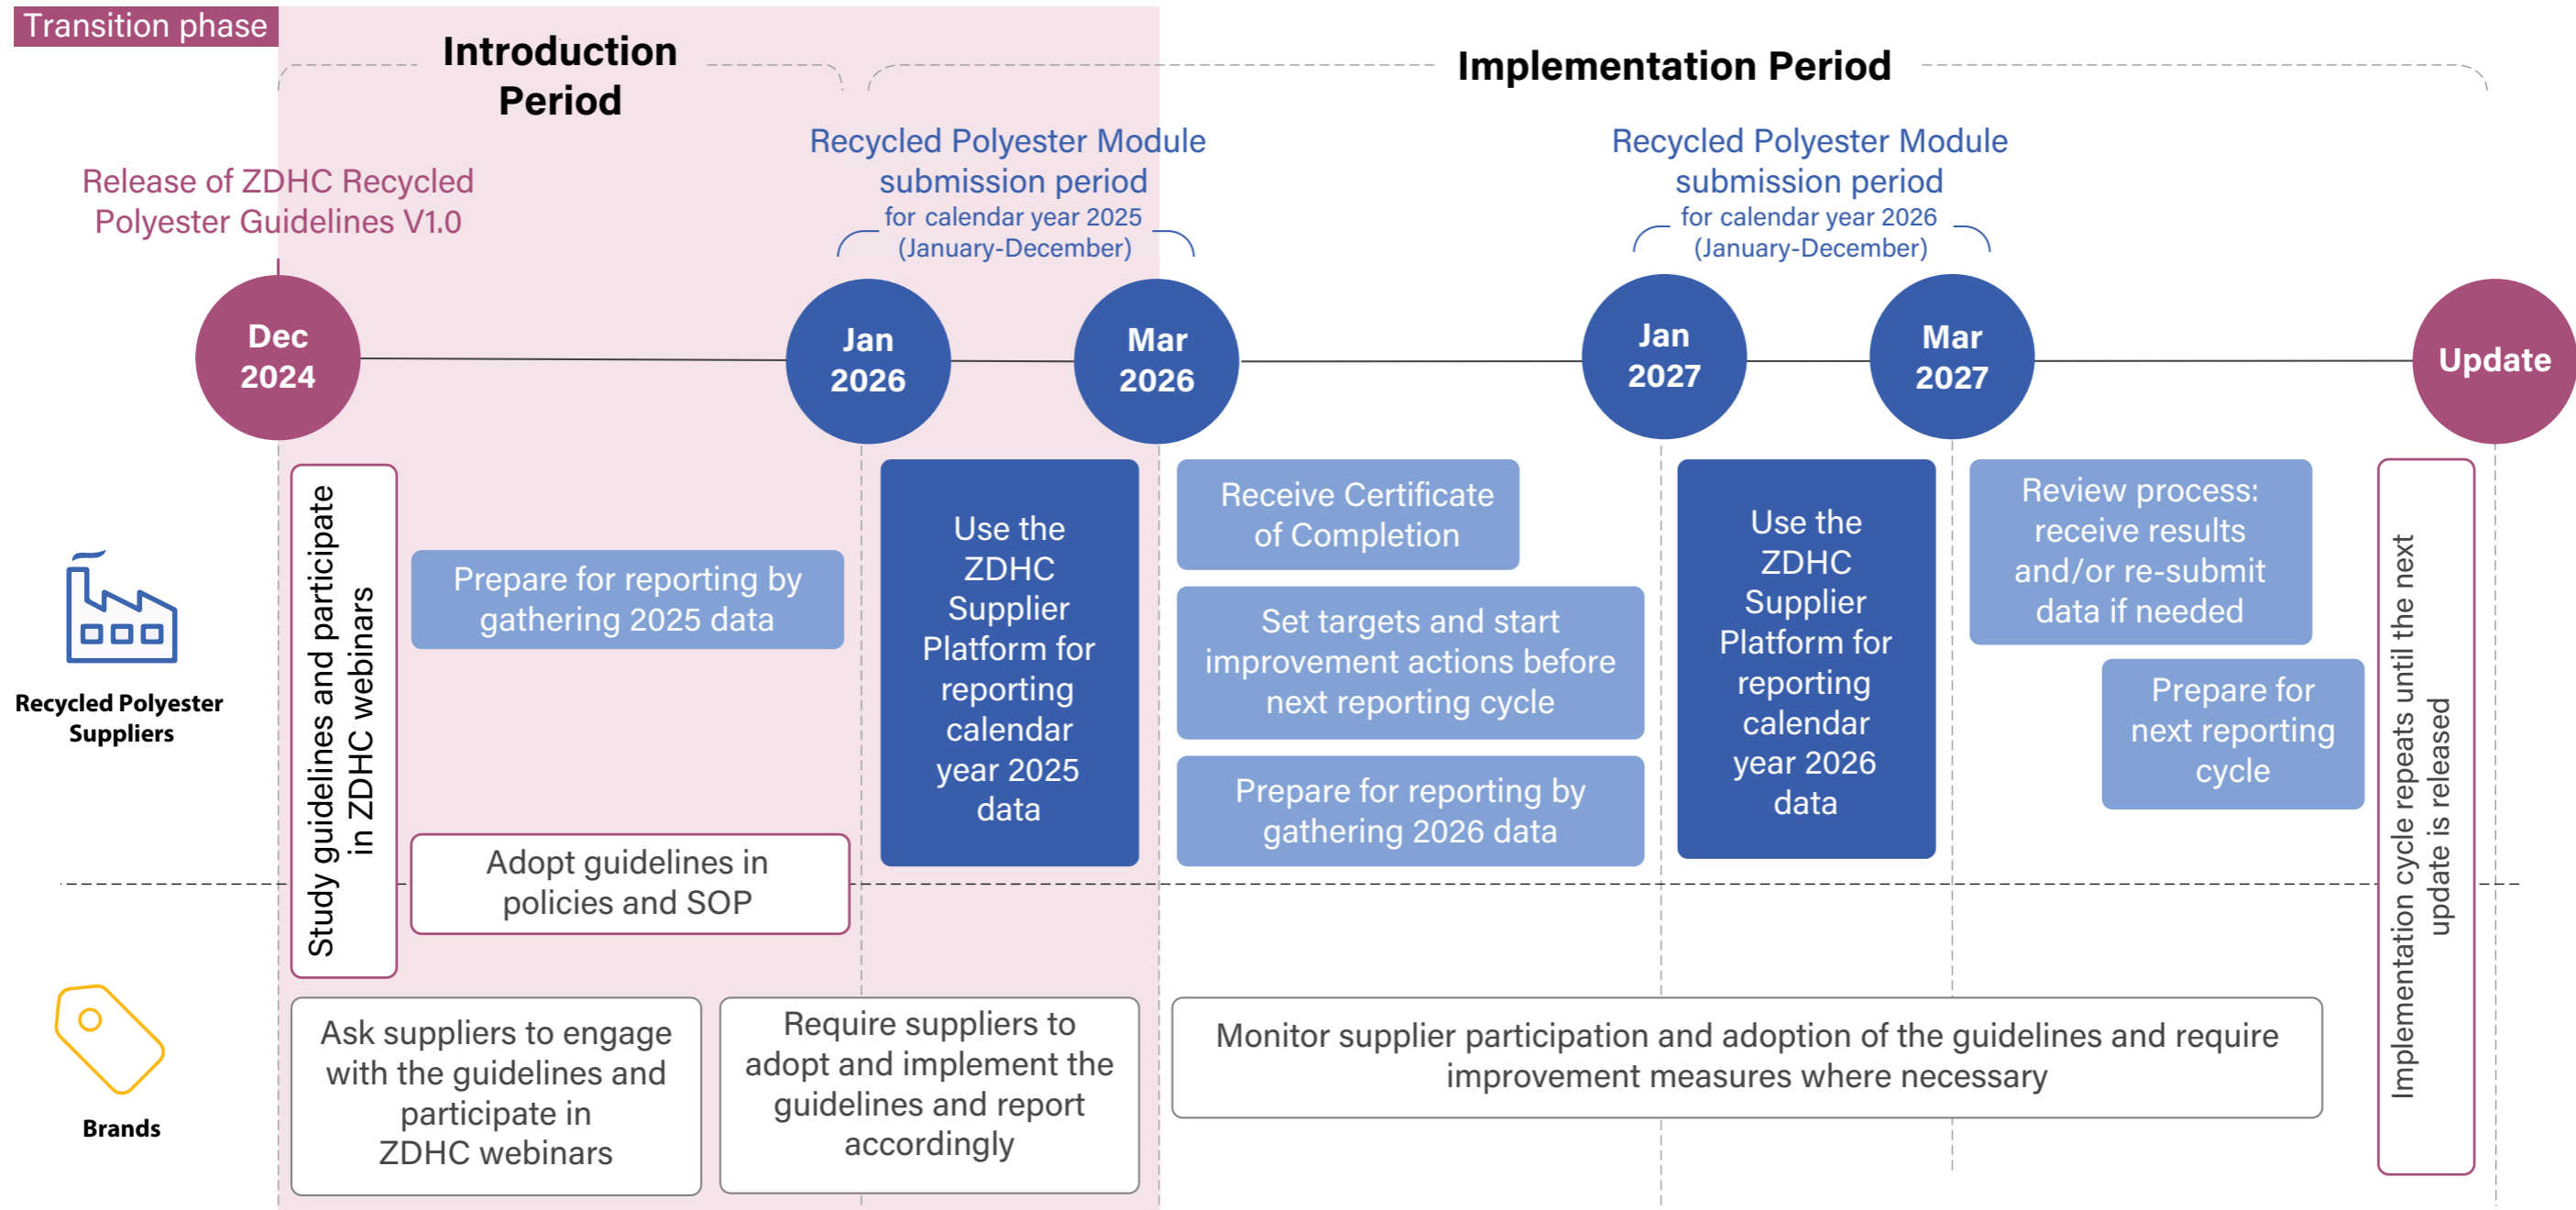 Transition phase
Introduction
Period
Implementation Period
Release of ZDHC Recycled
Polyester Guidelines V1.0
Recycled Polyester Module
submission period
for calendar year 2025
(January-December)
Recycled Polyester Module
submission period
for calendar year 2026
(January-December)
Dec
2024
Jan
2026
Mar
2026
Jan
2027
Mar
2027
Update
Recycled Polyester
Suppliers
Study guidelines and participate
in ZDHC webinars
Prepare for reporting by
gathering 2025 data
Adopt guidelines in
policies and SOP
Use the
ZDHC
Supplier
Platform for
reporting
calendar
year 2025
data
Receive Certificate
of Completion
Set targets and start
improvement actions before
next reporting cycle
Prepare for reporting by
gathering 2026 data
Use the
ZDHC
Supplier
Platform for
reporting
calendar
year 2026
data
Review process:
receive results
and/or re-submit
data if needed
Prepare for
next reporting
cycle
Implementation cycle repeats until the next
update is released
Brands
Ask suppliers to engage
with the guidelines and
participate in
ZDHC webinars
Require suppliers to
adopt and implement the
guidelines and report
accordingly
Monitor supplier participation and adoption of the guidelines and require
improvement measures where necessary